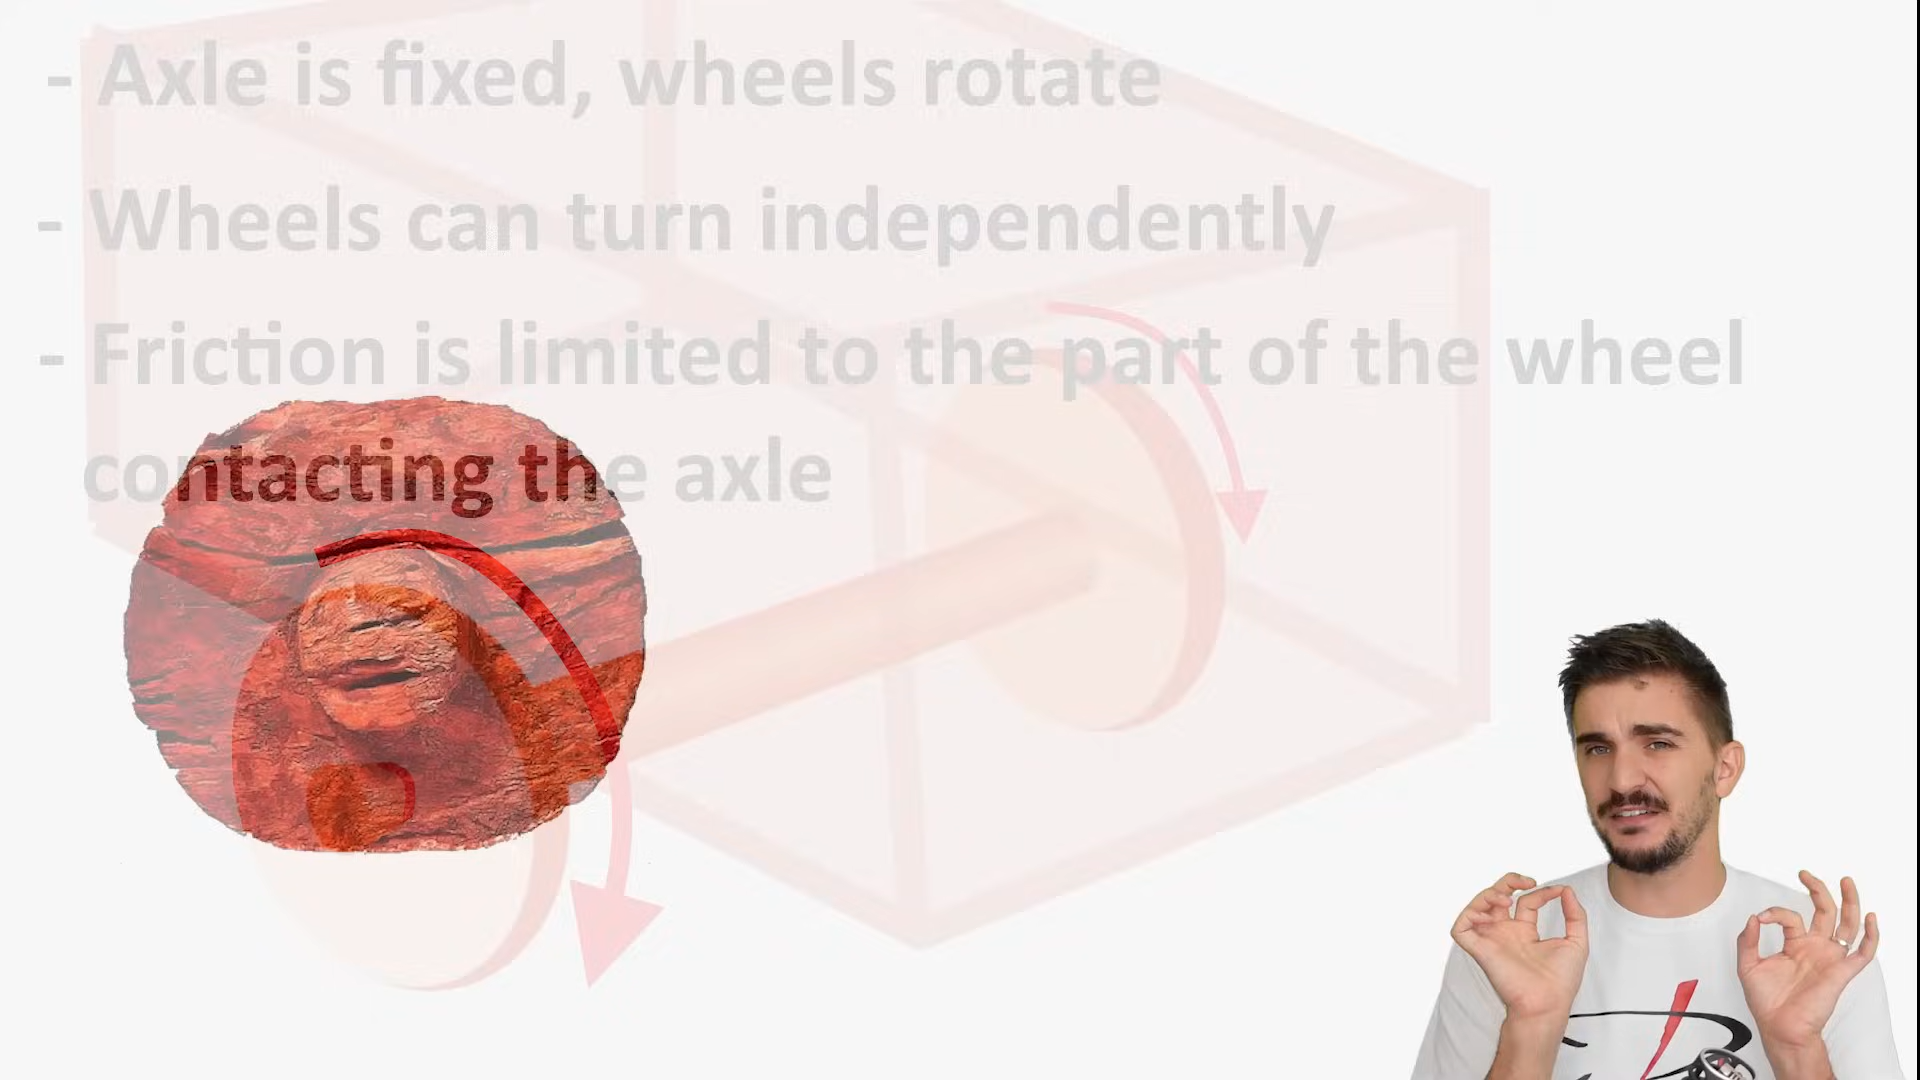 - Axle is fixed, wheels rotate
- Wheels can turn independently
- Friction is limited to the part of the wheel
contacting the axle